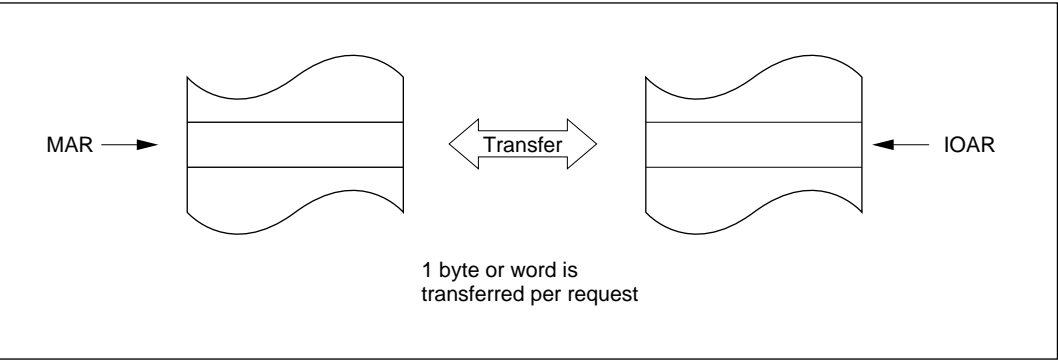 MAR
Transfer
IOAR
1 byte or word is
transferred per request